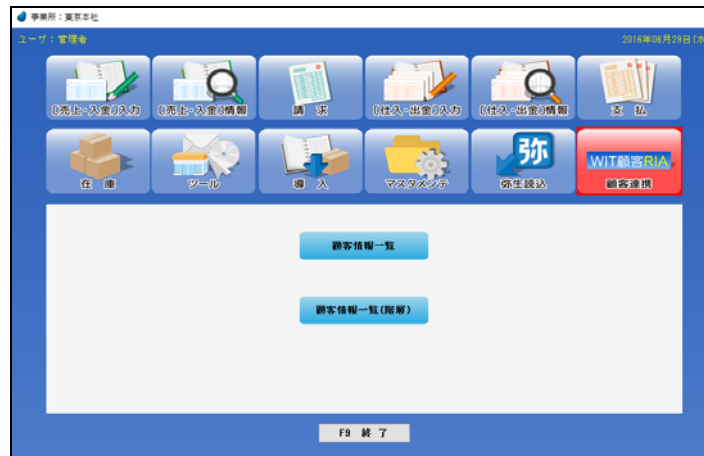 事業所：東京本社
ユーザ：管理者
2016年06月29日(水
[(売上・入金)入力
[(売上・入金)情報
請 求
[(仕入・出金)入力
[(仕入・出金)情報
支 払
在 庫
ツール
導 入
マスタメンテ
弥
弥生読込
WIT顧客RIA
顧客連携
顧客情報一覧
顧客情報一覧(階層)
F9 終 了